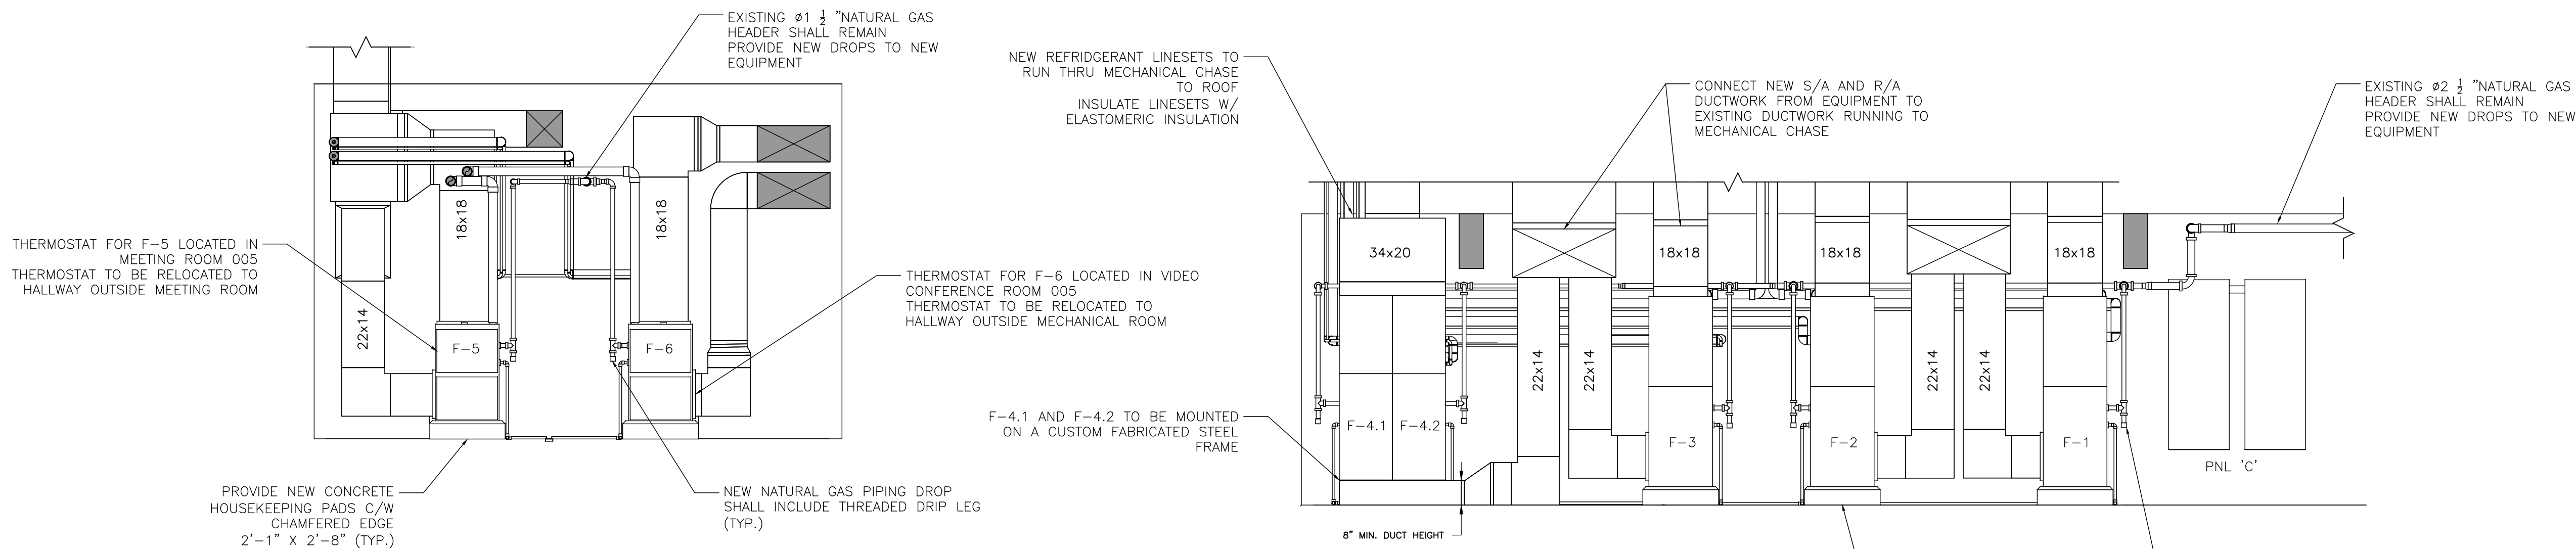 EXISTING ø1 1/2 "NATURAL GAS
HEADER SHALL REMAIN
PROVIDE NEW DROPS TO NEW
EQUIPMENT
18x18
18x18
22x14
THERMOSTAT FOR F-5 LOCATED IN
MEETING ROOM 005
THERMOSTAT TO BE RELOCATED TO
HALLWAY OUTSIDE MEETING ROOM
THERMOSTAT FOR F-6 LOCATED IN VIDEO
CONFERENCE ROOM 005
THERMOSTAT TO BE RELOCATED TO
HALLWAY OUTSIDE MECHANICAL ROOM
F-5
F-6
PROVIDE NEW CONCRETE
HOUSEKEEPING PADS C/W
CHAMFERED EDGE
2'-1" X 2'-8" (TYP.)
NEW NATURAL GAS PIPING DROP
SHALL INCLUDE THREADED DRIP LEG
(TYP.)
NEW REFRIDGERANT LINESETS TO
RUN THRU MECHANICAL CHASE
TO ROOF
INSULATE LINESETS W/
ELASTOMERIC INSULATION
CONNECT NEW S/A AND R/A
DUCTWORK FROM EQUIPMENT TO
EXISTING DUCTWORK RUNNING TO
MECHANICAL CHASE
EXISTING ø2 1/2 "NATURAL GAS
HEADER SHALL REMAIN
PROVIDE NEW DROPS TO NEW
EQUIPMENT
34x20
18x18
18x18
18x18
22x14
22x14
22x14
22x14
F-4.1 AND F-4.2 TO BE MOUNTED
ON A CUSTOM FABRICATED STEEL
FRAME
F-4.1
F-4.2
F-3
F-2
F-1
PNL 'C'
8" MIN. DUCT HEIGHT